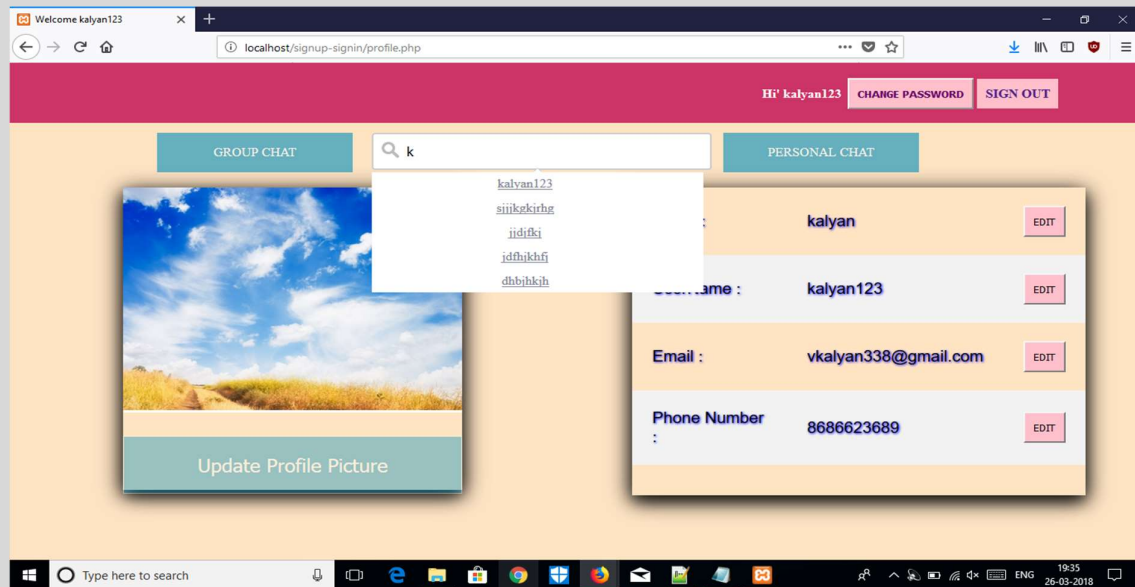 Welcome kalyan123
localhost/signup-signin/profile.php
Hi' kalyan123
CHANGE PASSWORD
SIGN OUT
GROUP CHAT
k
PERSONAL CHAT
kalyan123
sjjjkgkjrhg
jjdjfkj
jdfhjkhfj
dhbjhkjh
:
kalyan
EDIT
UserName :
kalyan123
EDIT
Email :
vkalyan338@gmail.com
EDIT
Phone Number
:
8686623689
EDIT
Update Profile Picture
Type here to search
ENG
19:35
26-03-2018